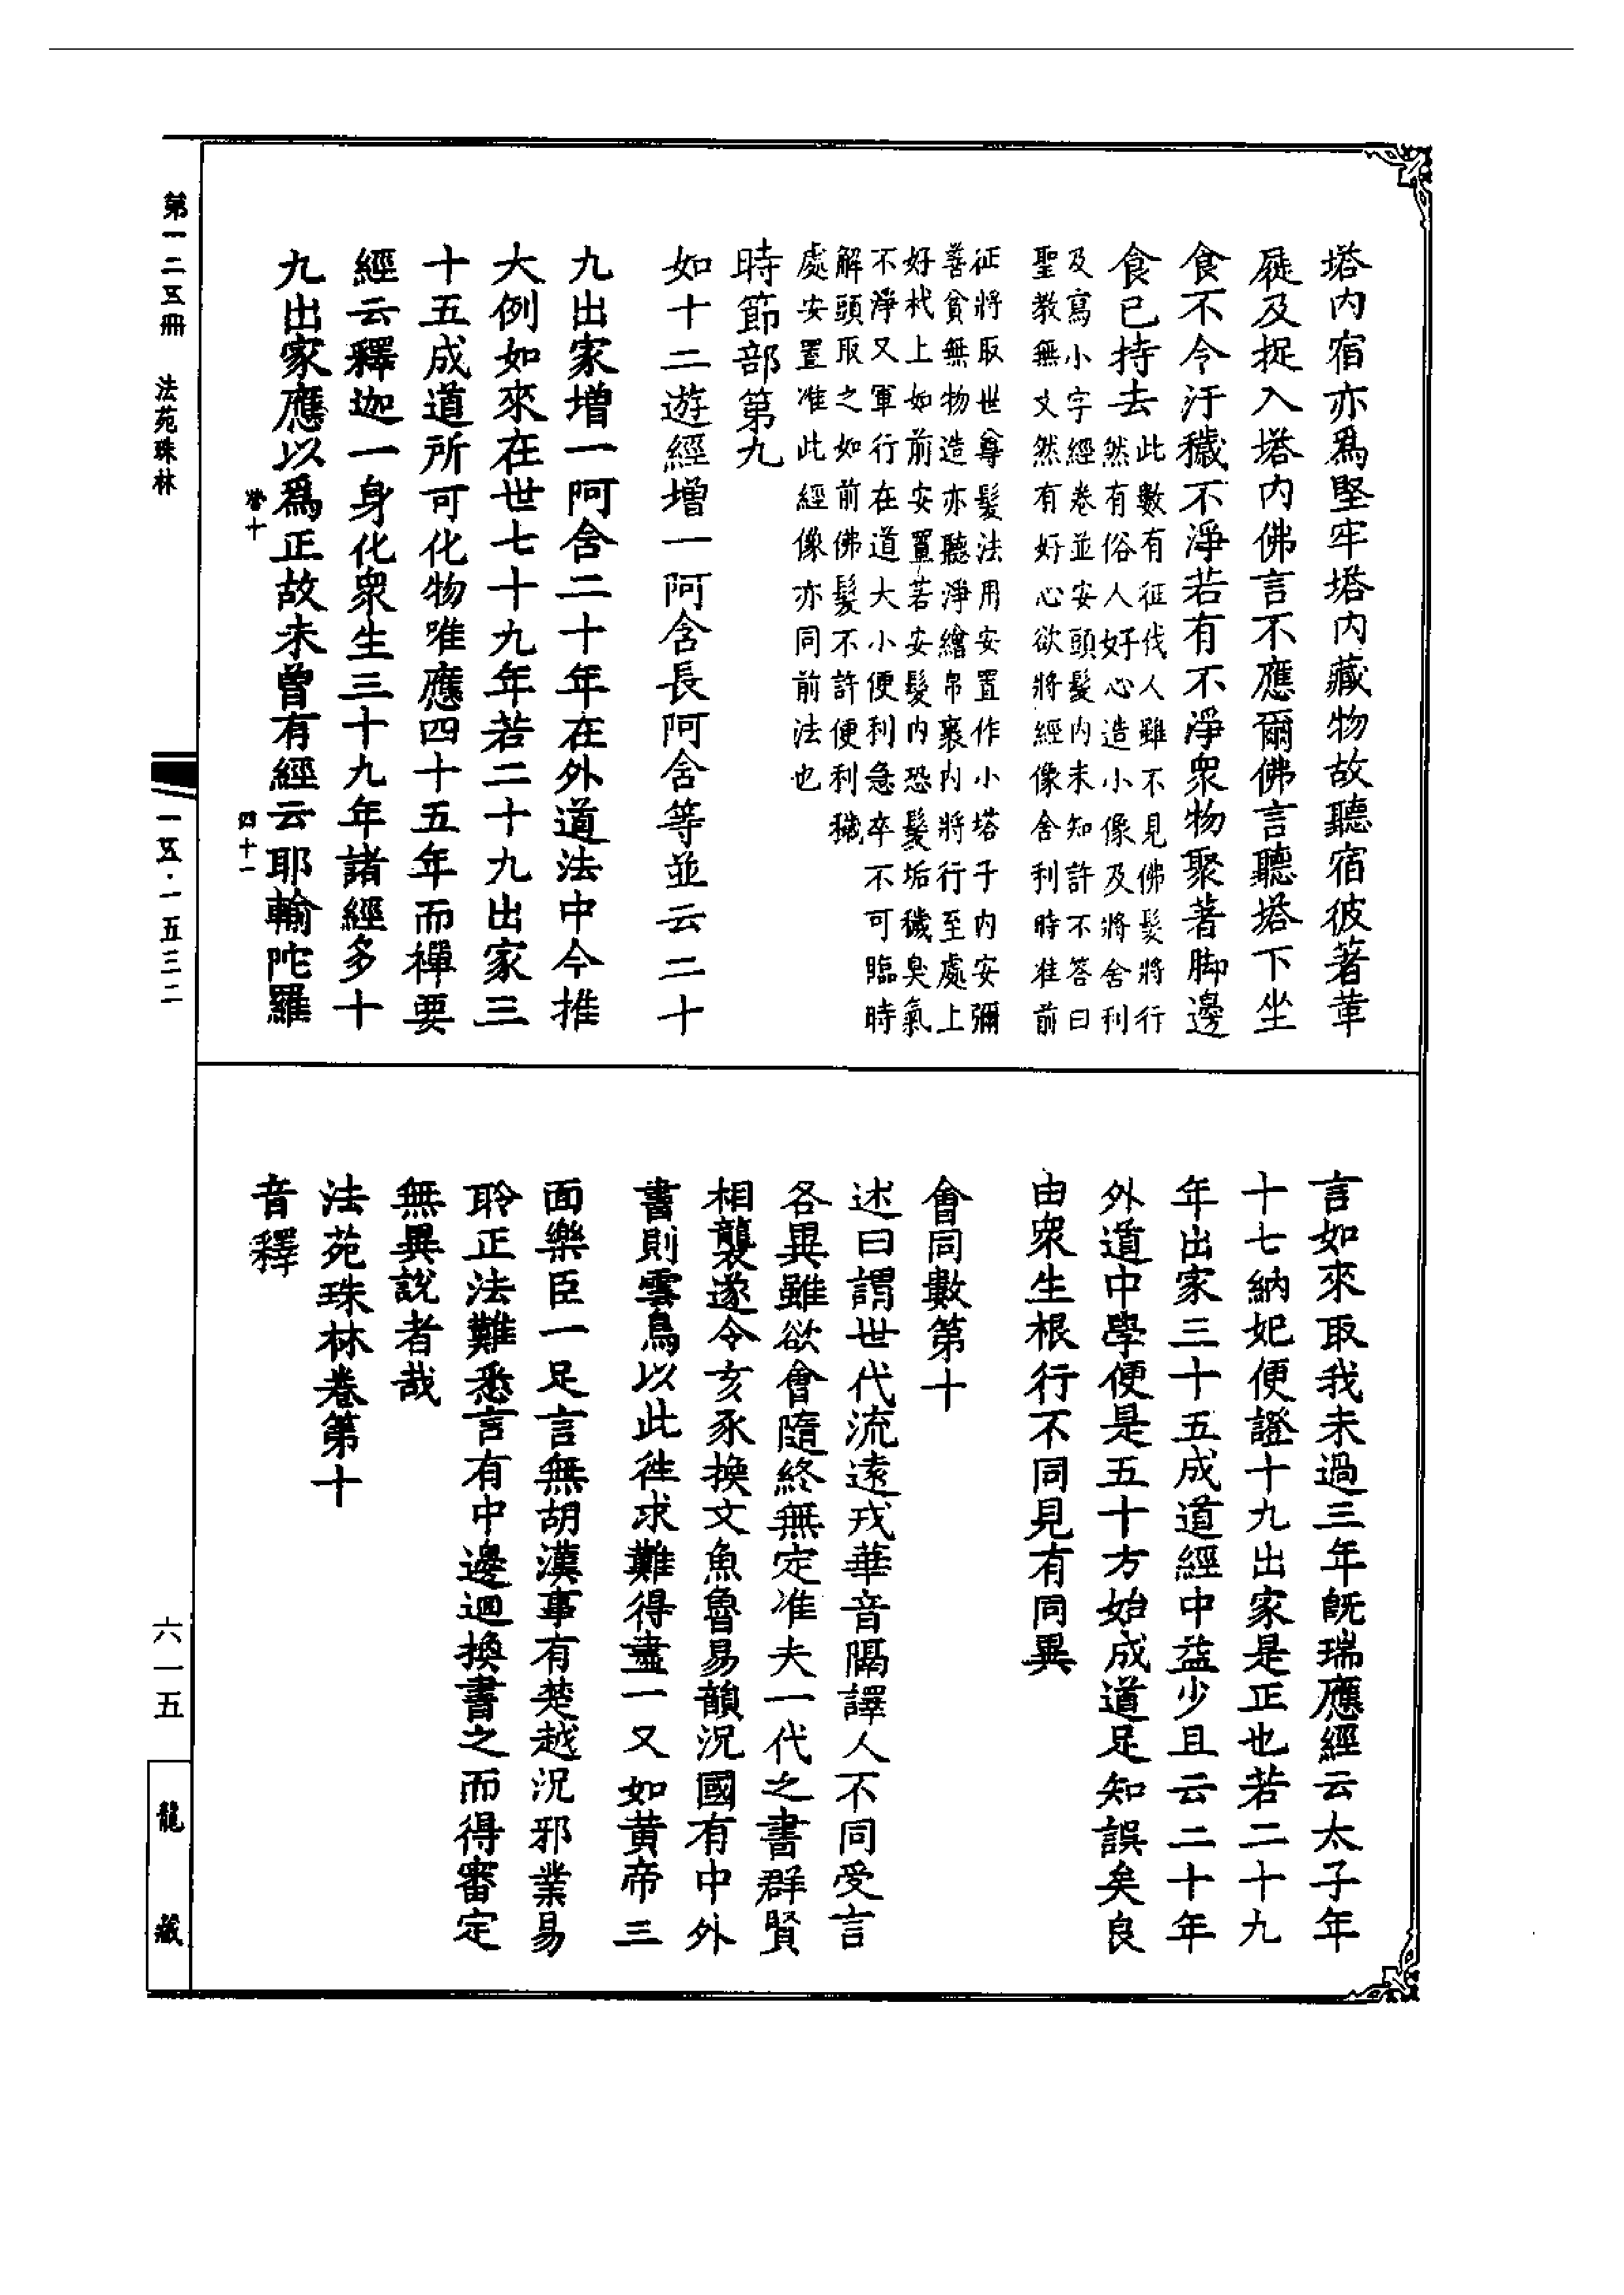 塔內宿亦爲堅牢塔內藏物故聽宿彼著革
屣及捉入塔內佛言不應爾佛言聽塔下坐
食不令汙穢不淨若有不淨衆物聚著脚邊
食已持去
此數有征伐人雖不見佛髮將行
然有俗人好心造小像及將舍利
及寫小字經卷並安頭髮內未知許不答曰
聖教無文然有好心欲將經像舍利時准前
征將取世尊髮法用安置作小塔子內安彌
善貧無物造亦聽淨繒帛裹內將行至處上
好杙上如前安置若安髮內恐髮垢穢臭氣
不淨又軍行在道大小便利急卒不可臨時
解頭取之如前佛髮不許便利穢
處安置准此經像亦同前法也
時節部第九
如十二遊經增一阿含長阿含等並云二十
九出家增一阿含二十年在外道法中今推
大例如來在世七十九年若二十九出家三
十五成道所可化物唯應四十五年而禪要
經云釋迦一身化衆生三十九年諸經多十
九出家應以爲正故未曾有經云耶輸陀羅
言如來取我未過三年旣瑞應經云太子年
十七納妃便證十九出家是正也若二十九
年出家三十五成道經中益少且云二十年
外道中學便是五十方始成道足知誤矣良
由衆生根行不同見有同異
會同數第十
述曰謂世代流遠戎華音隔譯人不同受言
各異雖欲會隨終無定准夫一代之書群賢
相襲遂令亥豕換文魚魯易韻況國有中外
書則雲鳥以此往求難得盡一又如黃帝三
面樂臣一足言無胡漢事有楚越況邪業易
聆正法難悉言有中邊迴換書之而得審定
無異說者哉
法苑珠林卷第十
音釋
第一二五冊
法苑珠林
卷十
四十一
一五·一五三二
六一五
龍藏